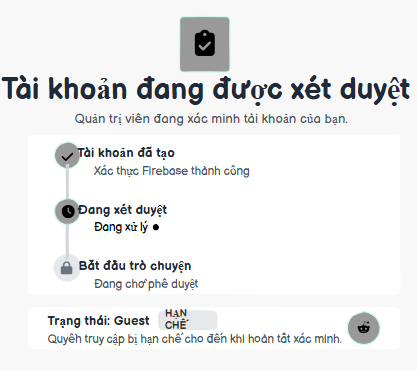 Tài khoản đang được xét duyệt
Quản trị viên đang xác minh tài khoản của bạn.
Tài khoản đã tạo
Xác thực Firebase thành công
Đang xét duyệt
Đang xử lý
Bắt đầu trò chuyện
Đang chờ phê duyệt
Trạng thái: Guest
HẠN
CHẾ
Quyền truy cập bị hạn chế cho đến khi hoàn tất xác minh.